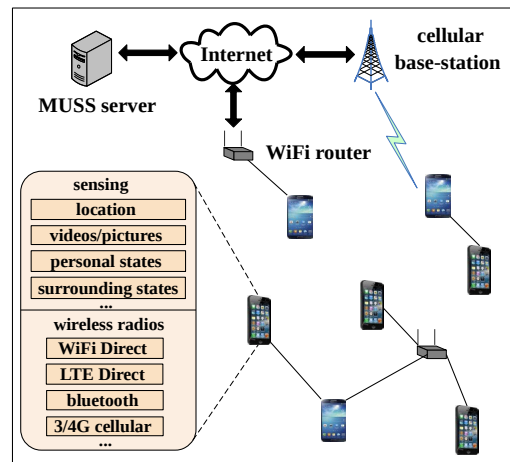 Internet
cellular
base-station
MUSS server
WiFi router
sensing
location
videos/pictures
personal states
surrounding states
...
wireless radios
WiFi Direct
LTE Direct
bluetooth
3/4G cellular
...